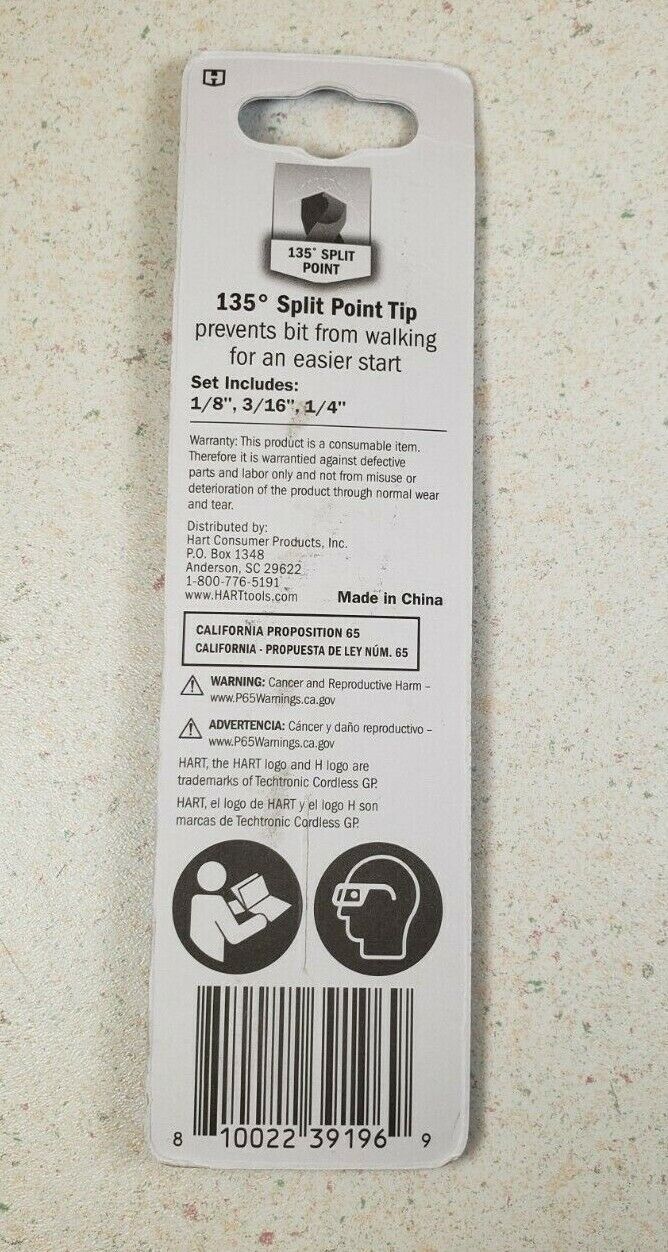 135° SPLIT
POINT
135° Split Point Tip
prevents bit from walking
for an easier start
Set Includes:
1/8", 3/16", 1/4"
Warranty: This product is a consumable item.
Therefore it is warrantied against defective
parts and labor only and not from misuse or
deterioration of the product through normal wear
and tear.
Distributed by:
Hart Consumer Products, Inc.
P.O. Box 1348
Anderson, SC 29622
1-800-776-5191
www.HARTtools.com Made in China
CALIFORNIA PROPOSITION 65
CALIFORNIA - PROPUESTA DE LEY NÚM. 65
WARNING: Cancer and Reproductive Harm –
www.P65Warnings.ca.gov
ADVERTENCIA: Cáncer y daño reproductivo –
www.P65Warnings.ca.gov
HART, the HART logo and H logo are
trademarks of Techtronic Cordless GP.
HART, el logo de HART y el logo H son
marcas de Techtronic Cordless GP.
8 10022 39196 9